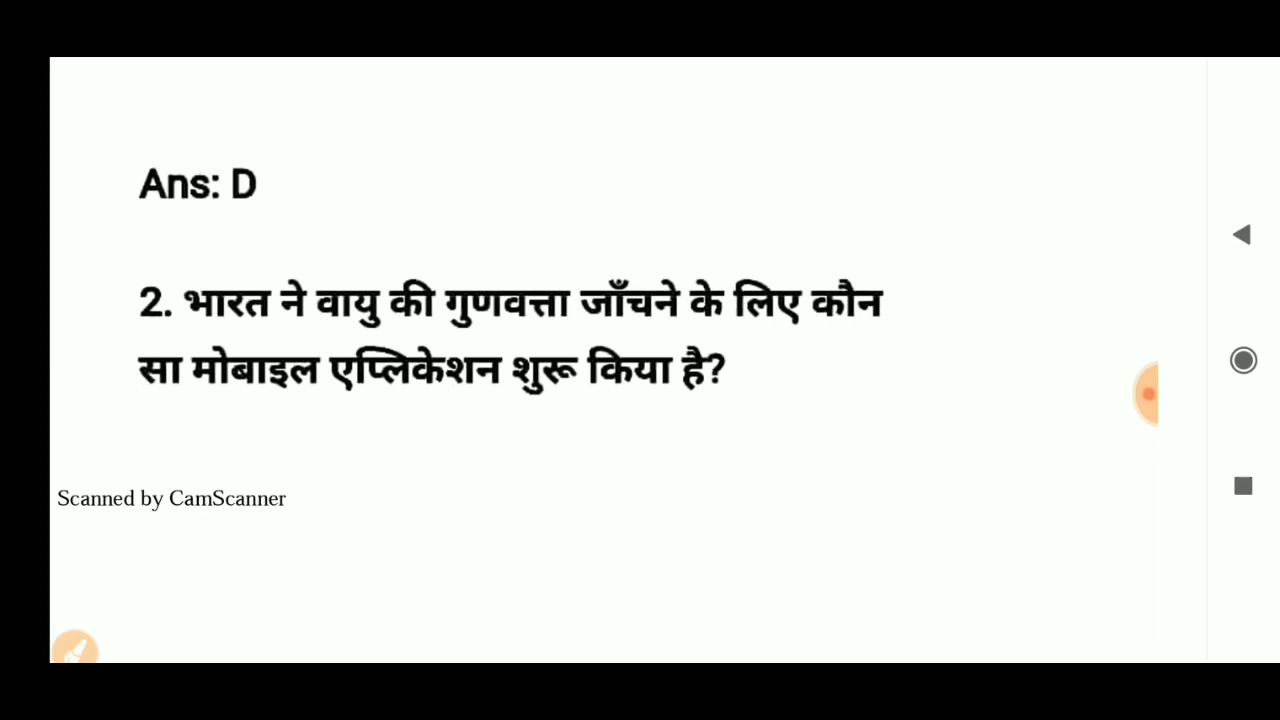 Ans: D
2. भारत ने वायु की गुणवत्ता जाँचने के लिए कौन
सा मोबाइल एप्लिकेशन शुरू किया है?
Scanned by CamScanner